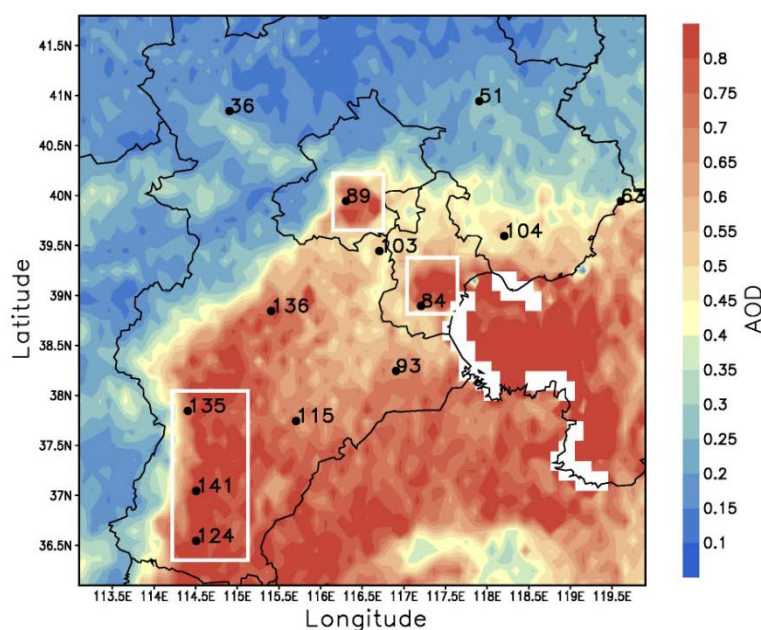 41.5N
41N
40.5N
40N
39.5N
39N
38.5N
38N
37.5N
37N
36.5N
Latitude
36
51
89
63
103
104
84
136
93
135
115
141
124
113.5E 114E 114.5E 115E 115.5E 116E 116.5E 117E 117.5E 118E 118.5E 119E 119.5E
Longitude
0.8
0.75
0.7
0.65
0.6
0.55
0.5
0.45
0.4
0.35
0.3
0.25
0.2
0.15
0.1
AOD